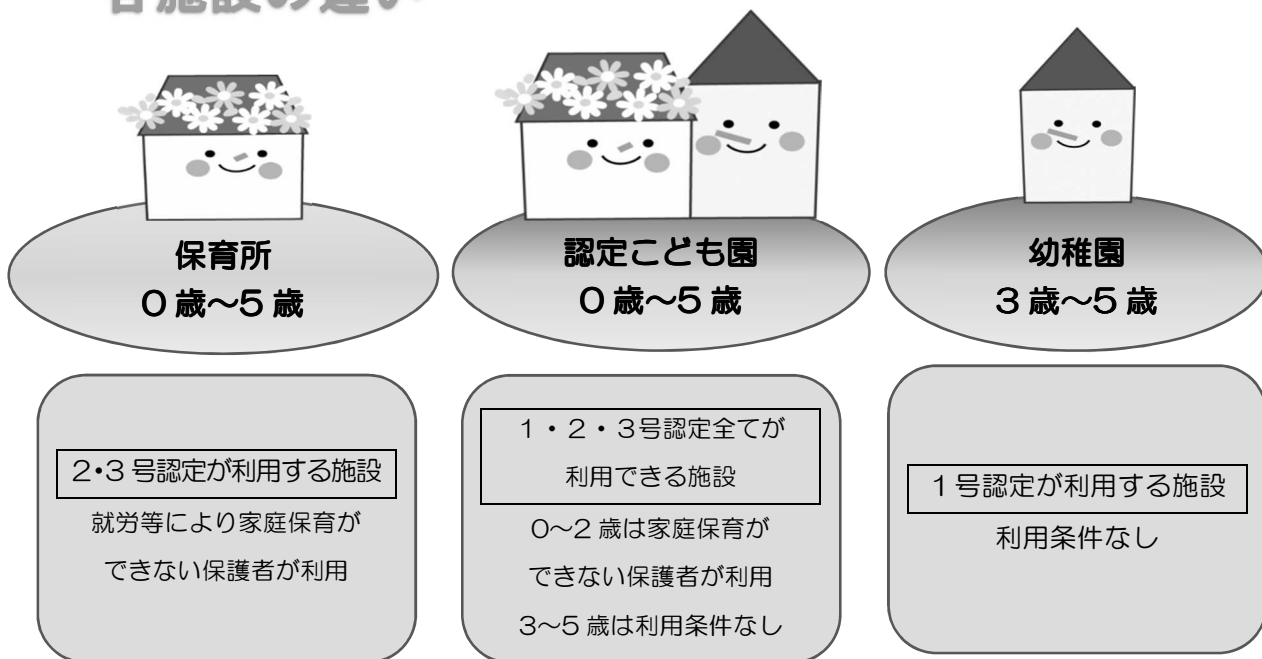 保育所
0歳～5歳
2・3号認定が利用する施設
就労等により家庭保育が
できない保護者が利用
認定こども園
0歳～5歳
1・2・3号認定全てが
利用できる施設
0～2歳は家庭保育が
できない保護者が利用
3～5歳は利用条件なし
幼稚園
3歳～5歳
1号認定が利用する施設
利用条件なし